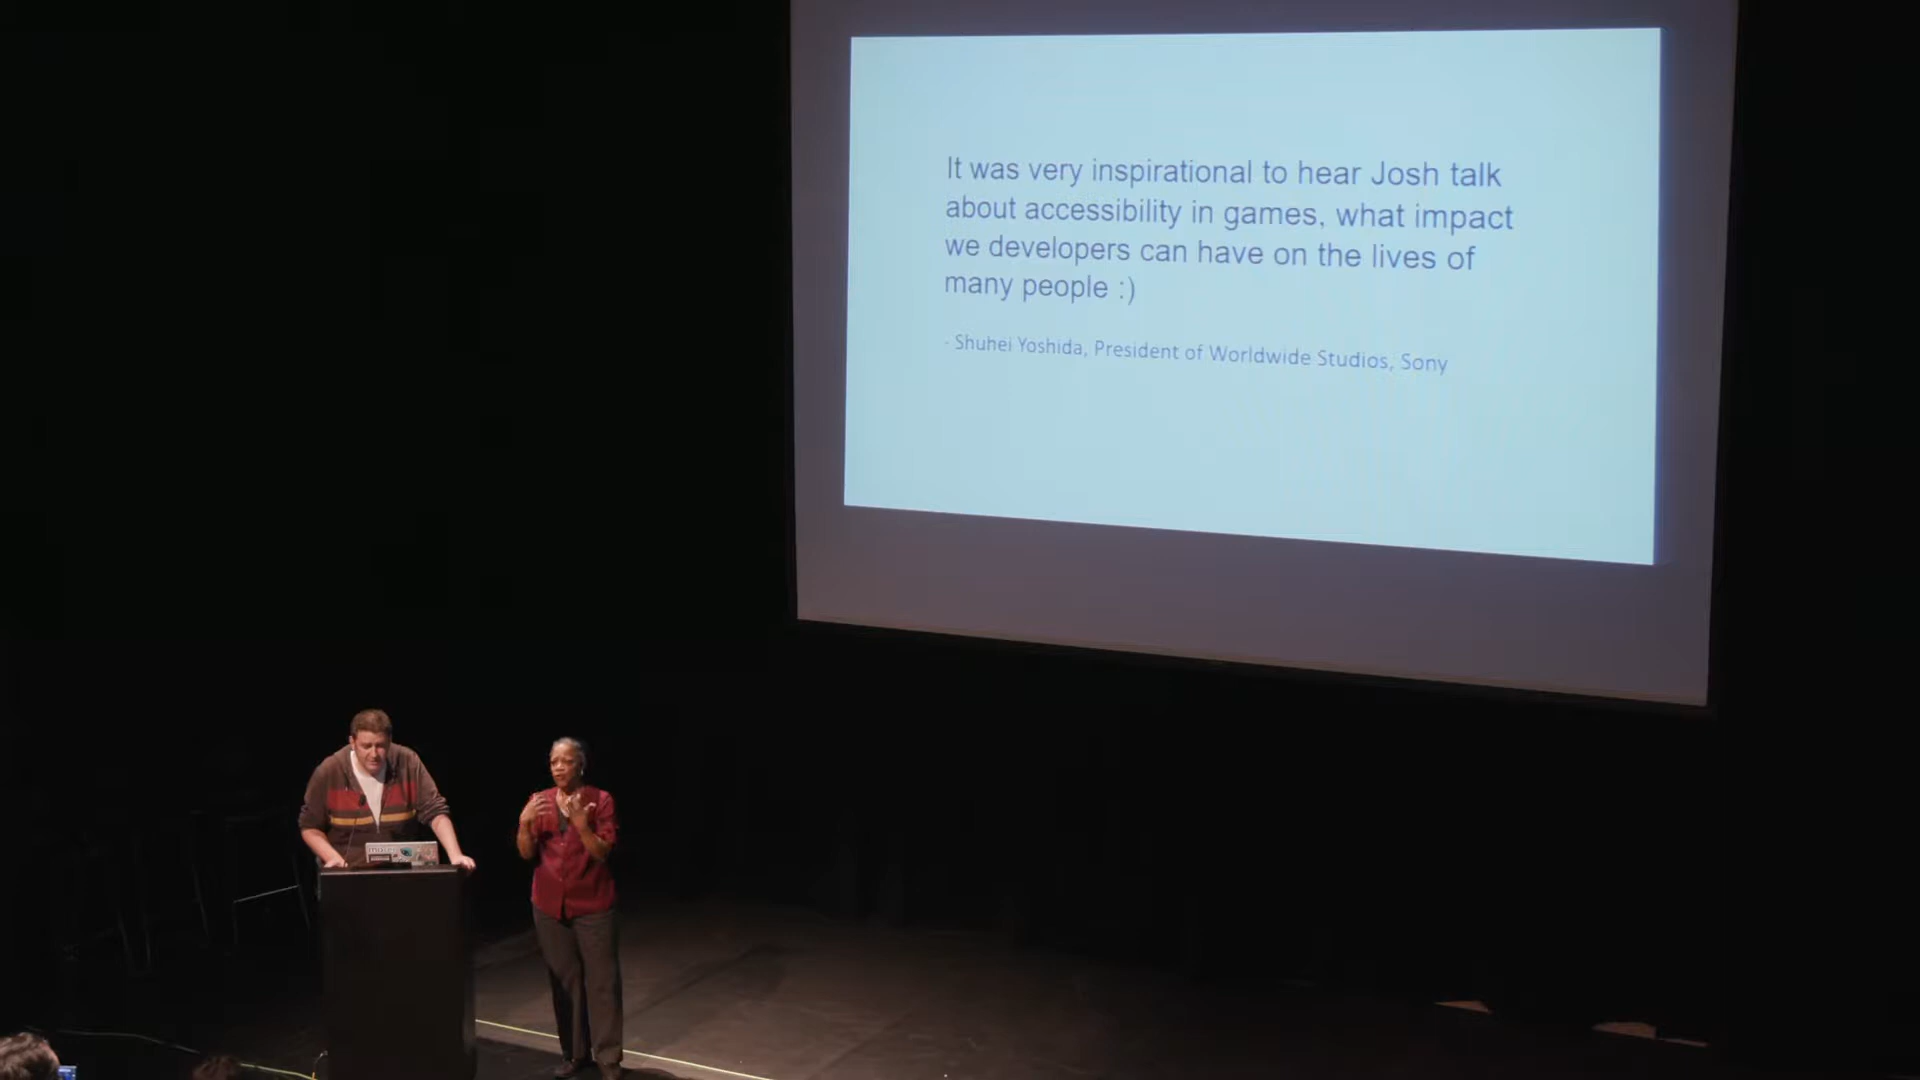 It was very inspirational to hear Josh talk
about accessibility in games, what impact
we developers can have on the lives of
many people :)
- Shuhei Yoshida, President of Worldwide Studios, Sony